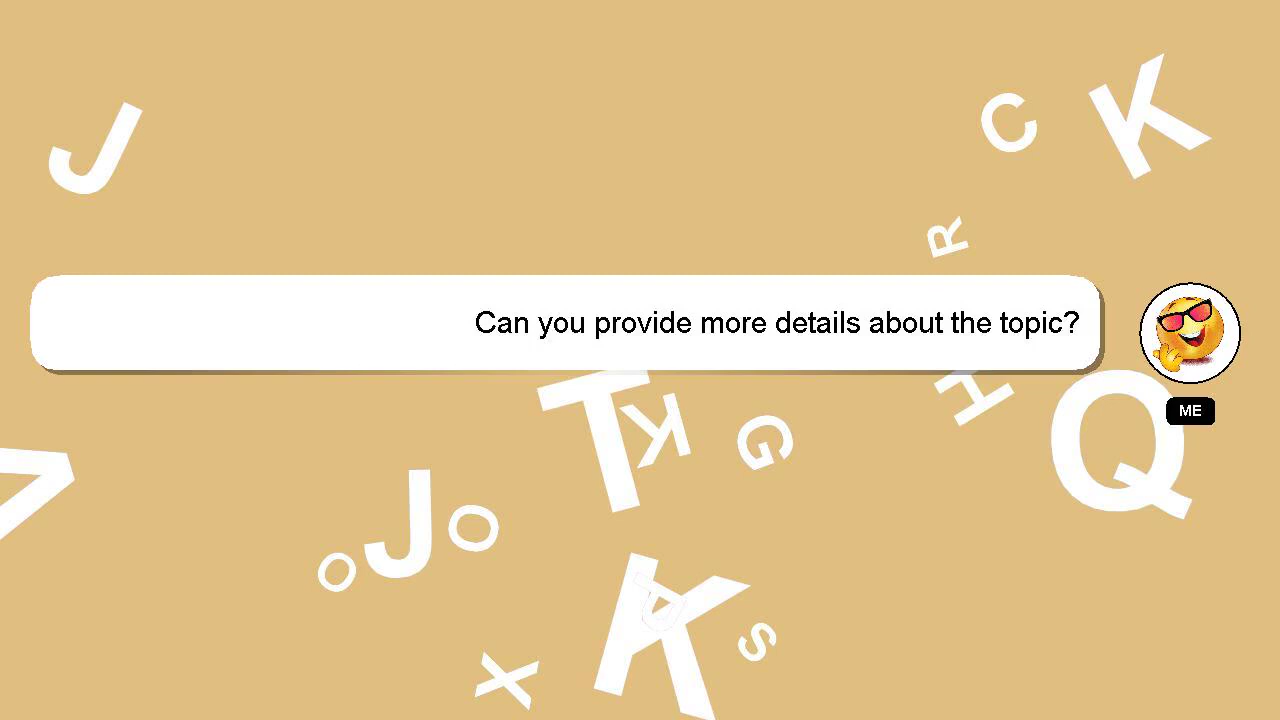 J
C
K
R
Can you provide more details about the topic?
ME
H
T
K
G
Q
J
O
O
K
P
S
X